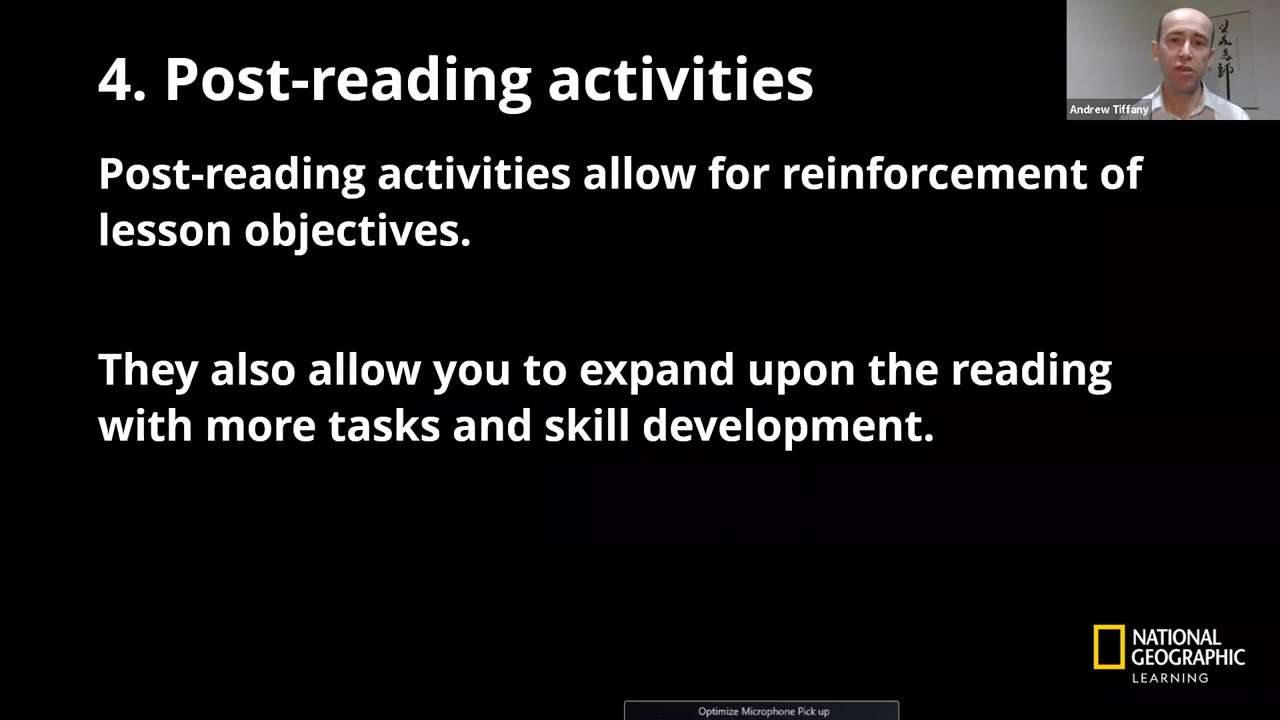 4. Post-reading activities
Andrew Tiffany
Post-reading activities allow for reinforcement of
lesson objectives.
They also allow you to expand upon the reading
with more tasks and skill development.
NATIONAL
GEOGRAPHIC
LEARNING
Optimize Microphone Pick up